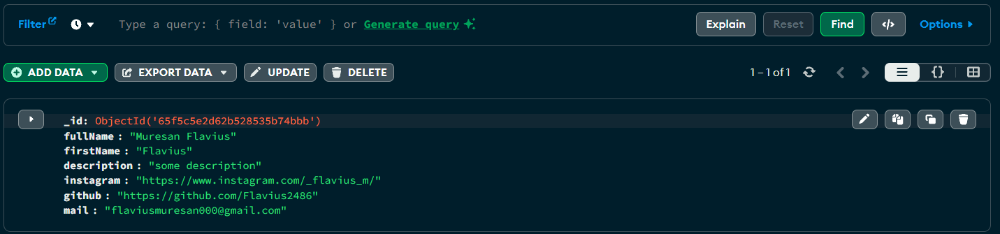 Filter Type a query: { field: 'value' } or Generate query Explain Reset Find </> Options
ADD DATA EXPORT DATA UPDATE DELETE 1 – 1 of 1 {}
_id: ObjectId('65f5c5e2d62b528535b74bbb')
fullName : "Muresan Flavius"
firstName : "Flavius"
description : "some description"
instagram : "https://www.instagram.com/_flavius_m/"
github : "https://github.com/Flavius2486"
mail : "flaviusmuresan000@gmail.com"